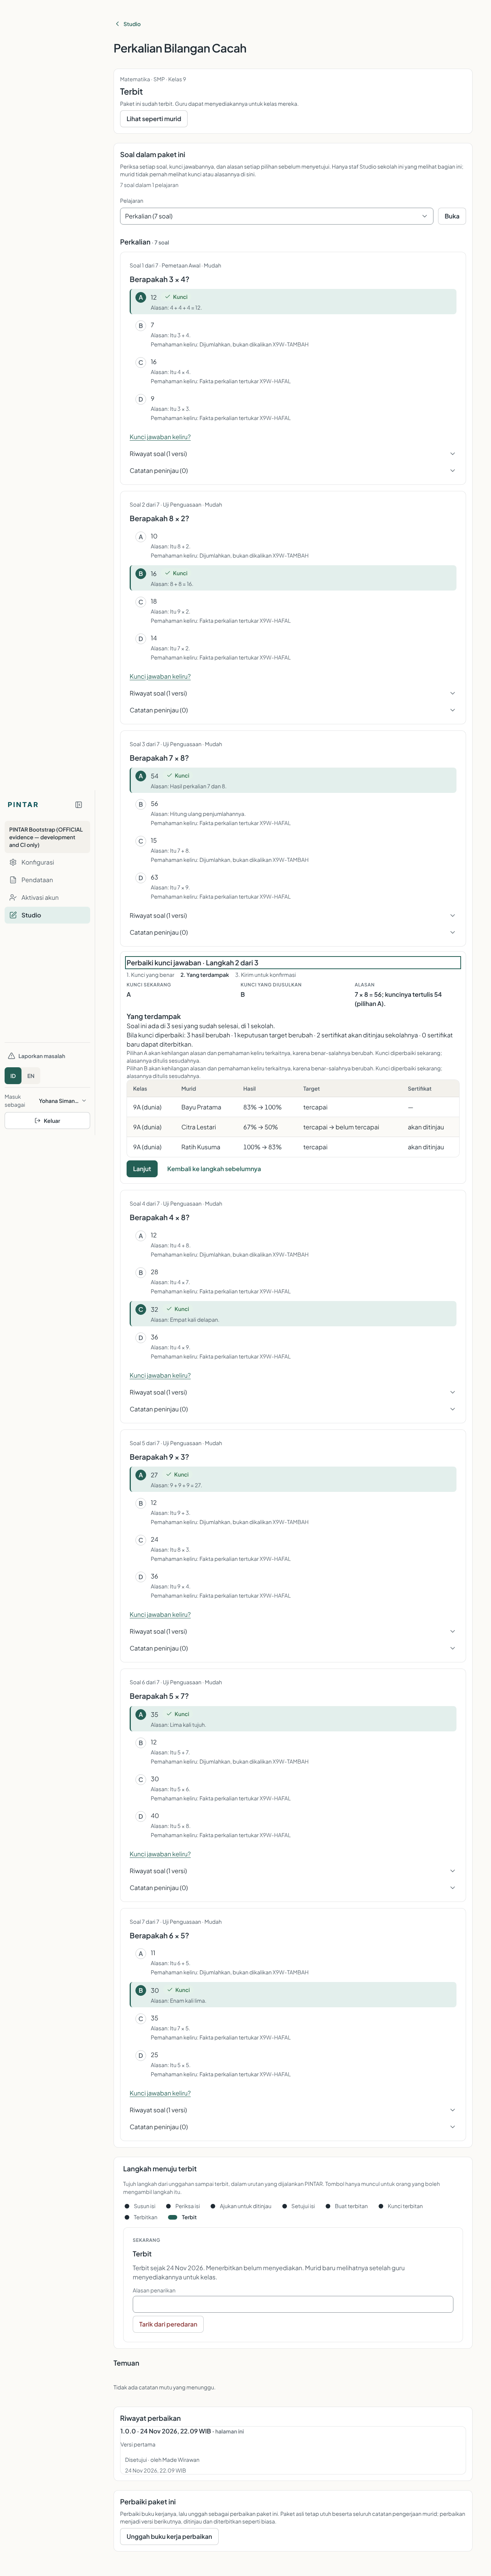 Studio
Perkalian Bilangan Cacah
Matematika · SMP · Kelas 9
Terbit
Paket ini sudah terbit. Guru dapat menyediakannya untuk kelas mereka.
Lihat seperti murid
Soal dalam paket ini
Periksa setiap soal, kunci jawabannya, dan alasan setiap pilihan sebelum menyetujui. Hanya staf Studio sekolah ini yang melihat bagian ini;
murid tidak pernah melihat kunci atau alasannya di sini.
7 soal dalam 1 pelajaran
Pelajaran
Perkalian (7 soal)
Buka
Perkalian · 7 soal
Soal 1 dari 7 · Pemetaan Awal · Mudah
Berapakah 3 × 4?
A 12 Kunci
Alasan: 4 + 4 + 4 = 12.
B 7
Alasan: Itu 3 + 4.
Pemahaman keliru: Dijumlahkan, bukan dikalikan X9W-TAMBAH
C 16
Alasan: Itu 4 × 4.
Pemahaman keliru: Fakta perkalian tertukar X9W-HAFAL
D 9
Alasan: Itu 3 × 3.
Pemahaman keliru: Fakta perkalian tertukar X9W-HAFAL
Kunci jawaban keliru?
Riwayat soal (1 versi)
Catatan peninjau (0)
Soal 2 dari 7 · Uji Penguasaan · Mudah
Berapakah 8 × 2?
A 10
Alasan: Itu 8 + 2.
Pemahaman keliru: Dijumlahkan, bukan dikalikan X9W-TAMBAH
B 16 Kunci
Alasan: 8 + 8 = 16.
C 18
Alasan: Itu 9 × 2.
Pemahaman keliru: Fakta perkalian tertukar X9W-HAFAL
D 14
Alasan: Itu 7 × 2.
Pemahaman keliru: Fakta perkalian tertukar X9W-HAFAL
Kunci jawaban keliru?
Riwayat soal (1 versi)
Catatan peninjau (0)
Soal 3 dari 7 · Uji Penguasaan · Mudah
Berapakah 7 × 8?
A 54 Kunci
Alasan: Hasil perkalian 7 dan 8.
B 56
Alasan: Hitung ulang penjumlahannya.
Pemahaman keliru: Fakta perkalian tertukar X9W-HAFAL
C 15
Alasan: Itu 7 + 8.
Pemahaman keliru: Dijumlahkan, bukan dikalikan X9W-TAMBAH
D 63
Alasan: Itu 7 × 9.
Pemahaman keliru: Fakta perkalian tertukar X9W-HAFAL
Riwayat soal (1 versi)
Catatan peninjau (0)
PINTAR
PINTAR Bootstrap (OFFICIAL
evidence — development
and CI only)
Konfigurasi
Pendataan
Aktivasi akun
Studio
Laporkan masalah
ID EN
Masuk
sebagai
Yohana Siman...
Keluar
Perbaiki kunci jawaban · Langkah 2 dari 3
1. Kunci yang benar 2. Yang terdampak 3. Kirim untuk konfirmasi
KUNCI SEKARANG KUNCI YANG DIUSULKAN ALASAN
A B 7 × 8 = 56; kuncinya tertulis 54
(pilihan A).
Yang terdampak
Soal ini ada di 3 sesi yang sudah selesai, di 1 sekolah.
Bila kunci diperbaiki: 3 hasil berubah · 1 keputusan target berubah · 2 sertifikat akan ditinjau sekolahnya · 0 sertifikat
baru dapat diterbitkan.
Pilihan A akan kehilangan alasan dan pemahaman keliru tertulisnya, karena benar-salahnya berubah. Kunci diperbaiki sekarang;
alasannya ditulis sesudahnya.
Pilihan B akan kehilangan alasan dan pemahaman keliru tertulisnya, karena benar-salahnya berubah. Kunci diperbaiki sekarang;
alasannya ditulis sesudahnya.
Kelas Murid Hasil Target Sertifikat
9A (dunia) Bayu Pratama 83% → 100% tercapai —
9A (dunia) Citra Lestari 67% → 50% tercapai → belum tercapai akan ditinjau
9A (dunia) Ratih Kusuma 100% → 83% tercapai akan ditinjau
Lanjut
Kembali ke langkah sebelumnya
Soal 4 dari 7 · Uji Penguasaan · Mudah
Berapakah 4 × 8?
A 12
Alasan: Itu 4 + 8.
Pemahaman keliru: Dijumlahkan, bukan dikalikan X9W-TAMBAH
B 28
Alasan: Itu 4 × 7.
Pemahaman keliru: Fakta perkalian tertukar X9W-HAFAL
C 32 Kunci
Alasan: Empat kali delapan.
D 36
Alasan: Itu 4 × 9.
Pemahaman keliru: Fakta perkalian tertukar X9W-HAFAL
Kunci jawaban keliru?
Riwayat soal (1 versi)
Catatan peninjau (0)
Soal 5 dari 7 · Uji Penguasaan · Mudah
Berapakah 9 × 3?
A 27 Kunci
Alasan: 9 + 9 + 9 = 27.
B 12
Alasan: Itu 9 + 3.
Pemahaman keliru: Dijumlahkan, bukan dikalikan X9W-TAMBAH
C 24
Alasan: Itu 8 × 3.
Pemahaman keliru: Fakta perkalian tertukar X9W-HAFAL
D 36
Alasan: Itu 9 × 4.
Pemahaman keliru: Fakta perkalian tertukar X9W-HAFAL
Kunci jawaban keliru?
Riwayat soal (1 versi)
Catatan peninjau (0)
Soal 6 dari 7 · Uji Penguasaan · Mudah
Berapakah 5 × 7?
A 35 Kunci
Alasan: Lima kali tujuh.
B 12
Alasan: Itu 5 + 7.
Pemahaman keliru: Dijumlahkan, bukan dikalikan X9W-TAMBAH
C 30
Alasan: Itu 5 × 6.
Pemahaman keliru: Fakta perkalian tertukar X9W-HAFAL
D 40
Alasan: Itu 5 × 8.
Pemahaman keliru: Fakta perkalian tertukar X9W-HAFAL
Kunci jawaban keliru?
Riwayat soal (1 versi)
Catatan peninjau (0)
Soal 7 dari 7 · Uji Penguasaan · Mudah
Berapakah 6 × 5?
A 11
Alasan: Itu 6 + 5.
Pemahaman keliru: Dijumlahkan, bukan dikalikan X9W-TAMBAH
B 30 Kunci
Alasan: Enam kali lima.
C 35
Alasan: Itu 7 × 5.
Pemahaman keliru: Fakta perkalian tertukar X9W-HAFAL
D 25
Alasan: Itu 5 × 5.
Pemahaman keliru: Fakta perkalian tertukar X9W-HAFAL
Kunci jawaban keliru?
Riwayat soal (1 versi)
Catatan peninjau (0)
Langkah menuju terbit
Tujuh langkah dari unggahan sampai terbitan, dalam urutan yang dijalankan PINTAR. Tombol hanya muncul untuk orang yang boleh
mengambil langkah itu.
Susun isi Periksa isi Ajukan untuk ditinjau Setujui isi Buat terbitan Kunci terbitan
Terbitkan Terbit
SEKARANG
Terbit
Terbit sejak 24 Nov 2026. Menerbitkan belum menyediakan. Murid baru melihatnya setelah guru
menyediakannya untuk kelas.
Alasan penarikan
Tarik dari peredaran
Temuan
Tidak ada catatan mutu yang menunggu.
Riwayat perbaikan
1.0.0 · 24 Nov 2026, 22.09 WIB · halaman ini
Versi pertama
Disetujui · oleh Made Wirawan
24 Nov 2026, 22.09 WIB
Perbaiki paket ini
Perbaiki buku kerjanya, lalu unggah sebagai perbaikan paket ini. Paket asli tetap utuh beserta seluruh catatan pengerjaan murid: perbaikan
menjadi versi berikutnya, ditinjau dan diterbitkan seperti biasa.
Unggah buku kerja perbaikan